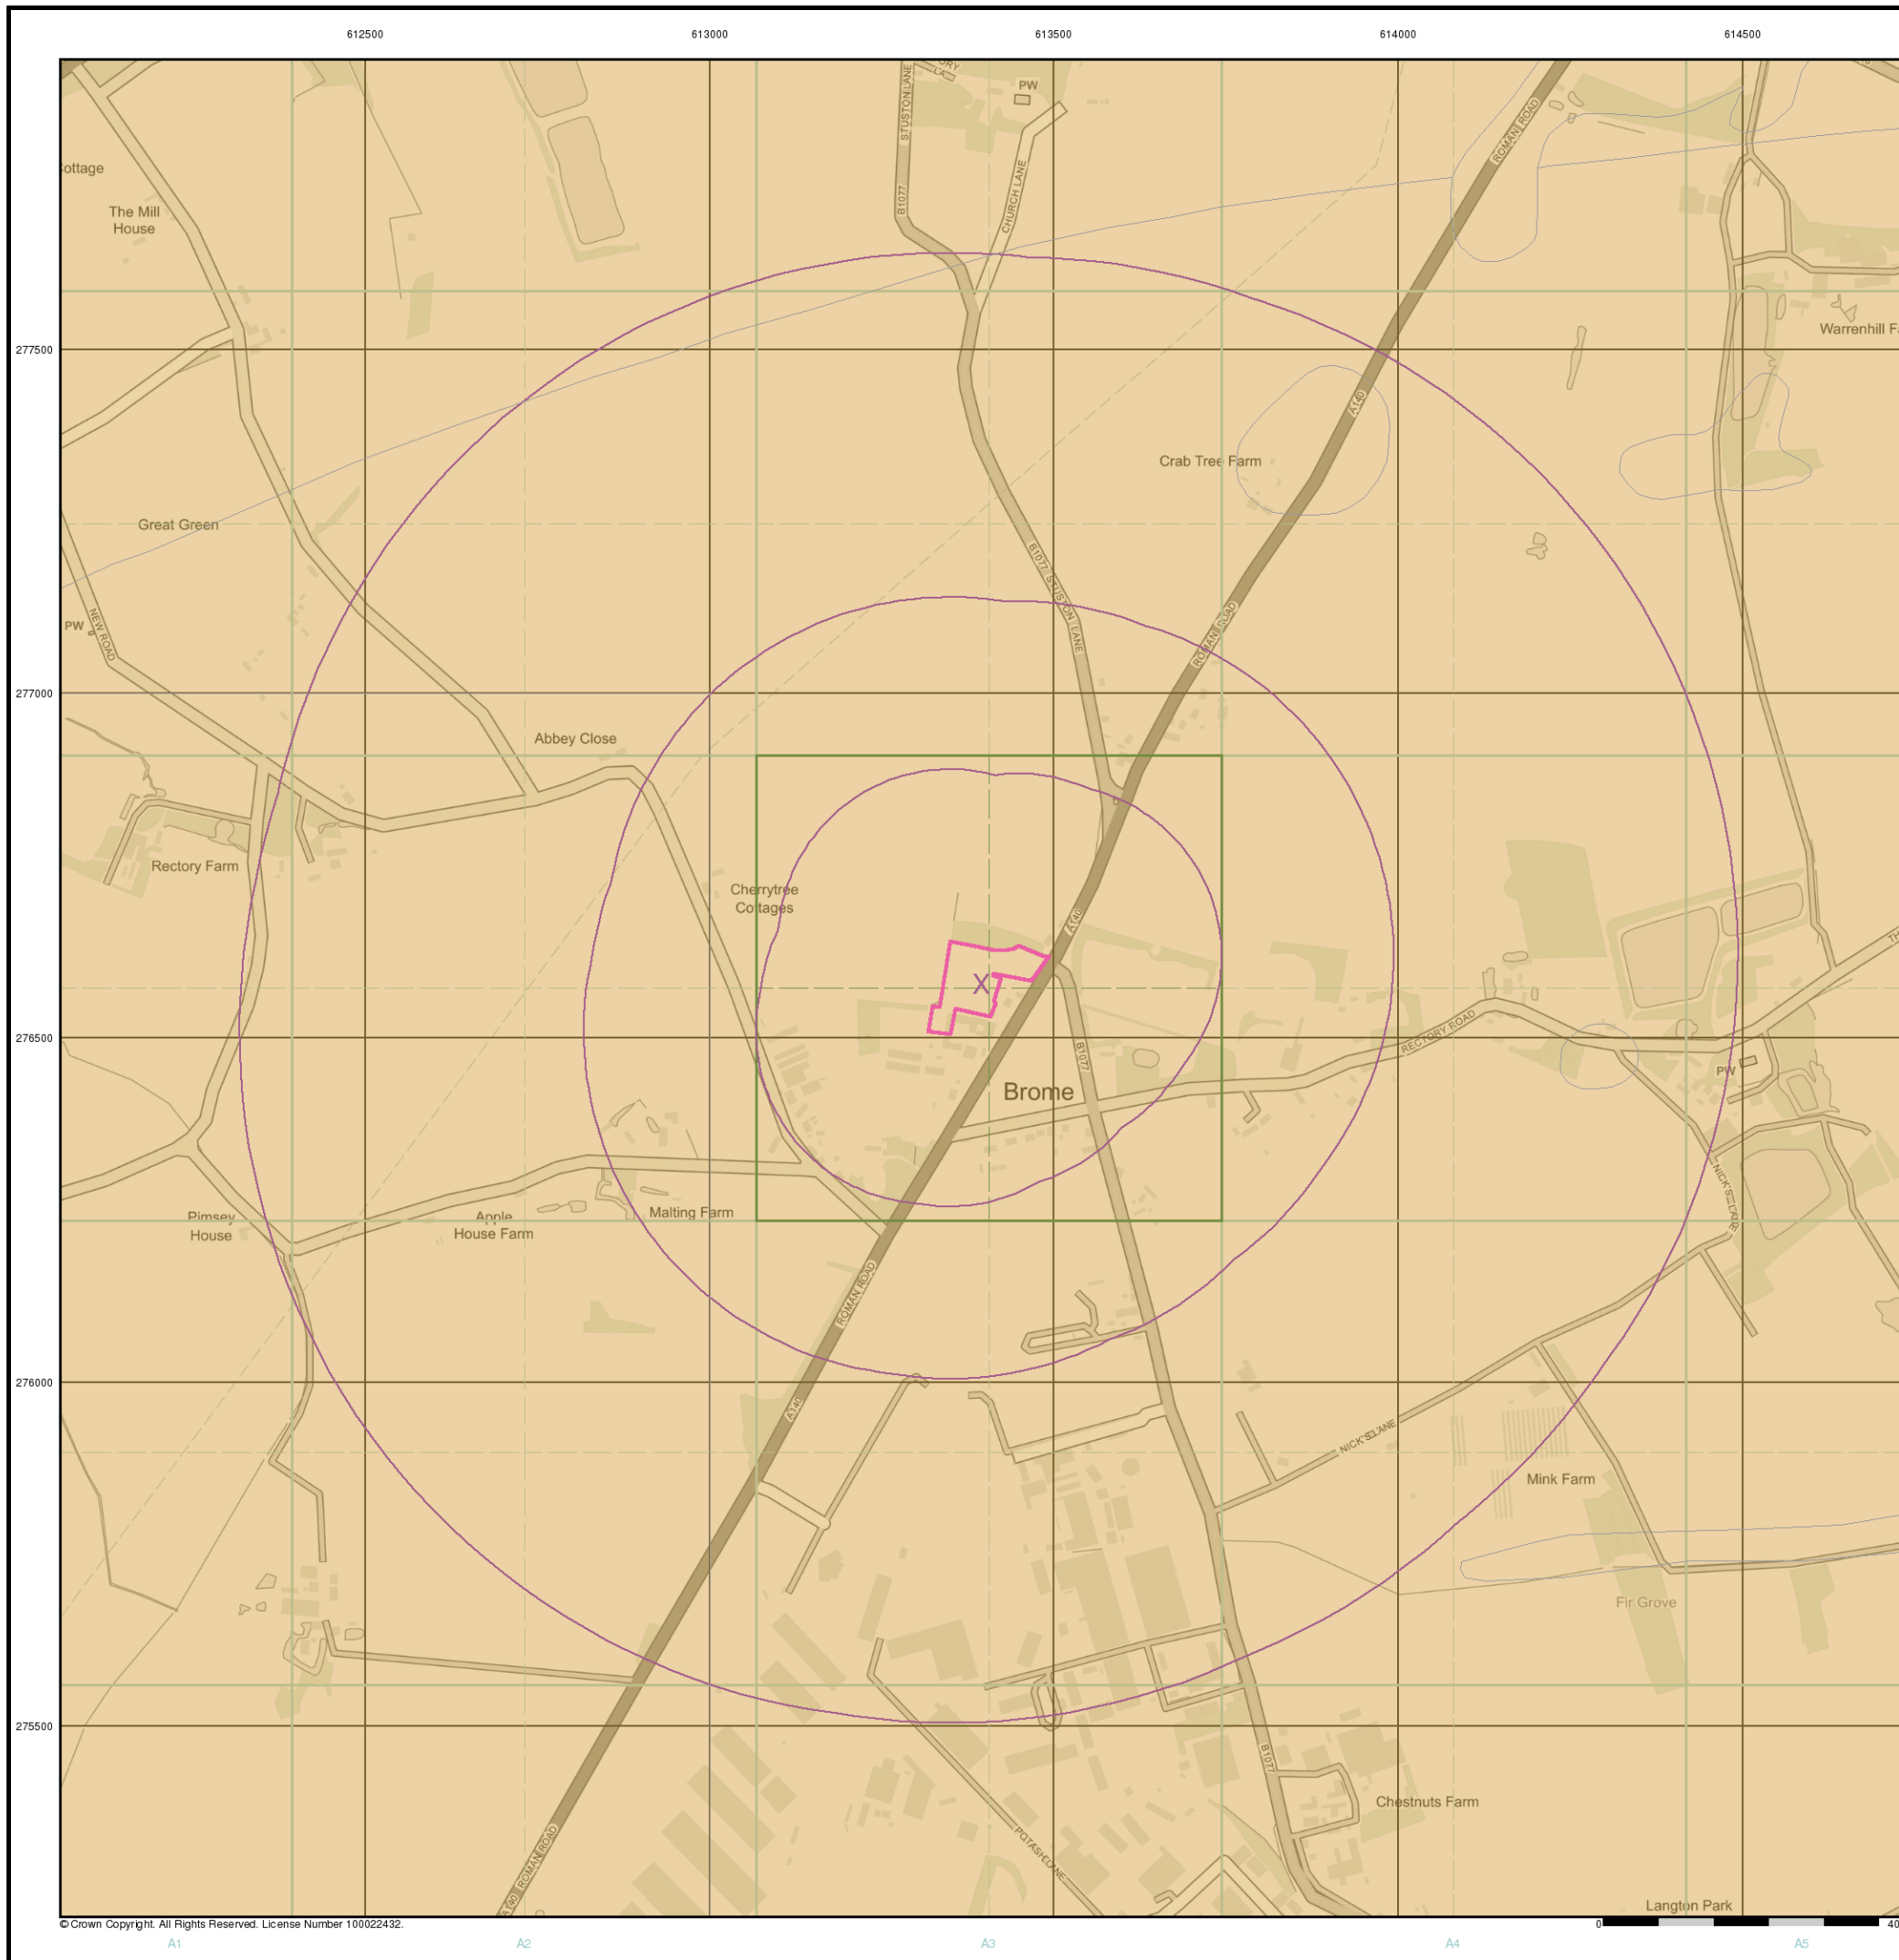 612500
613000
613500
614000
614500
STUSTON LANE
PW
B1077
CHURCH LANE
ROMAN ROAD
ottage
The Mill
House
Warrenhill F
277500
A140
Crab Tree Farm
Great Green
B1077 STUSTON LANE
PW
NEW ROAD
ROMAN ROAD
277000
Abbey Close
Rectory Farm
Cherrytree
Cottages
A140
TH
X
276500
RECTORY ROAD
B1077
PW
Brome
NICK'S LANE
Pimsey
House
Apple
House Farm
Malting Farm
ROMAN ROAD
276000
A140
NICK'S LANE
Mink Farm
Fir Grove
275500
B1077
Chestnuts Farm
POTASH LANE
A140 ROMAN ROAD
Langton Park
© Crown Copyright. All Rights Reserved. License Number 100022432.
0
40
A1
A2
A3
A4
A5